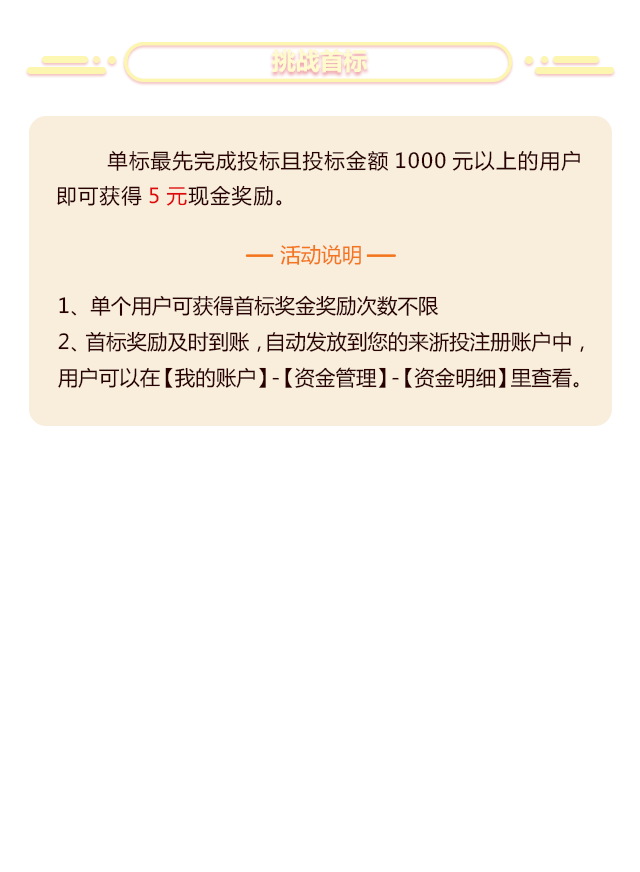 挑战首标
单标最先完成投标且投标金额1000元以上的用户
即可获得5元现金奖励。
活动说明
1、单个用户可获得首标奖金奖励次数不限
2、首标奖励及时到账，自动发放到您的来浙投注册账户中，
用户可以在【我的账户】-【资金管理】-【资金明细】里查看。